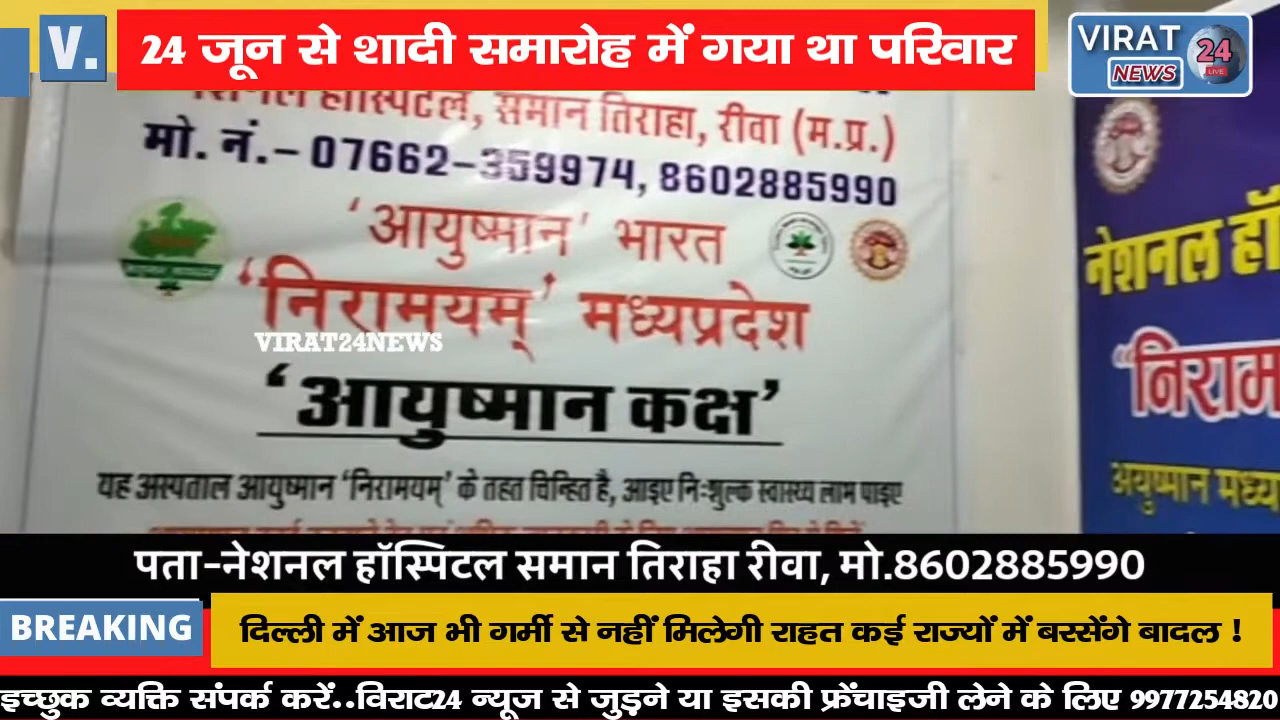 V.
24 जून से शादी समारोह में गया था परिवार
VIRAT
NEWS
24
LIVE
हॉस्पिटल, समान तिराहा, रीवा (म.प्र.)
मो. नं.– 07662–359974, 8602885990
‘आयुष्मान’ भारत
‘निरामयम्’ मध्यप्रदेश
VIRAT24NEWS
‘आयुष्मान कक्ष’
यह अस्पताल आयुष्मान ‘निरामयम्’ के तहत चिन्हित है, आइए निःशुल्क स्वास्थ्य लाभ पाइए
नेशनल
“निराम
आयुष्मान मध्य
पता-नेशनल हॉस्पिटल समान तिराहा रीवा, मो.8602885990
BREAKING
दिल्ली में आज भी गर्मी से नहीं मिलेगी राहत कई राज्यों में बरसेंगे बादल !
इच्छुक व्यक्ति संपर्क करें..विराट24 न्यूज से जुड़ने या इसकी फ्रेंचाइजी लेने के लिए 9977254820